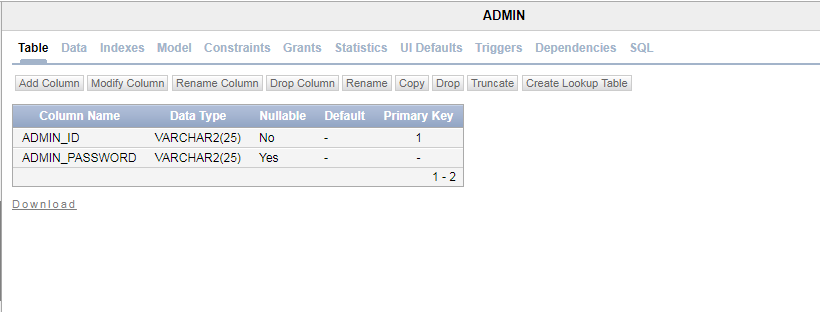 ADMIN
Table Data Indexes Model Constraints Grants Statistics UI Defaults Triggers Dependencies SQL
Add Column Modify Column Rename Column Drop Column Rename Copy Drop Truncate Create Lookup Table
Column Name Data Type Nullable Default Primary Key
ADMIN_ID VARCHAR2(25) No - 1
ADMIN_PASSWORD VARCHAR2(25) Yes - -
1 - 2
Download